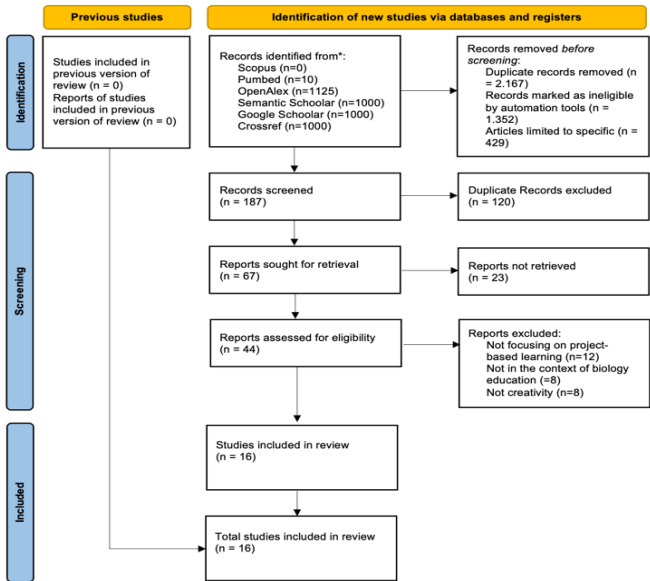 Previous studies
Identification of new studies via databases and registers
Identification
Studies included in
previous version of
review (n = 0)
Reports of studies
included in previous
version of review (n = 0)
Records identified from*:
Scopus (n=0)
Pumbed (n=10)
OpenAlex (n=1125)
Semantic Schoolar (n=1000)
Google Schoolar (n=1000)
Crossref (n=1000)
Records removed before
screening:
Duplicate records removed (n
= 2.167)
Records marked as ineligible
by automation tools (n =
1.352)
Articles limited to specific (n =
429)
Screening
Records screened
(n = 187)
Duplicate Records excluded
(n = 120)
Reports sought for retrieval
(n = 67)
Reports not retrieved
(n = 23)
Reports assessed for eligibility
(n = 44)
Reports excluded:
Not focusing on project-
based learning (n=12)
Not in the context of biology
education (=8)
Not creativity (n=8)
Included
Studies included in review
(n = 16)
Total studies included in review
(n = 16)